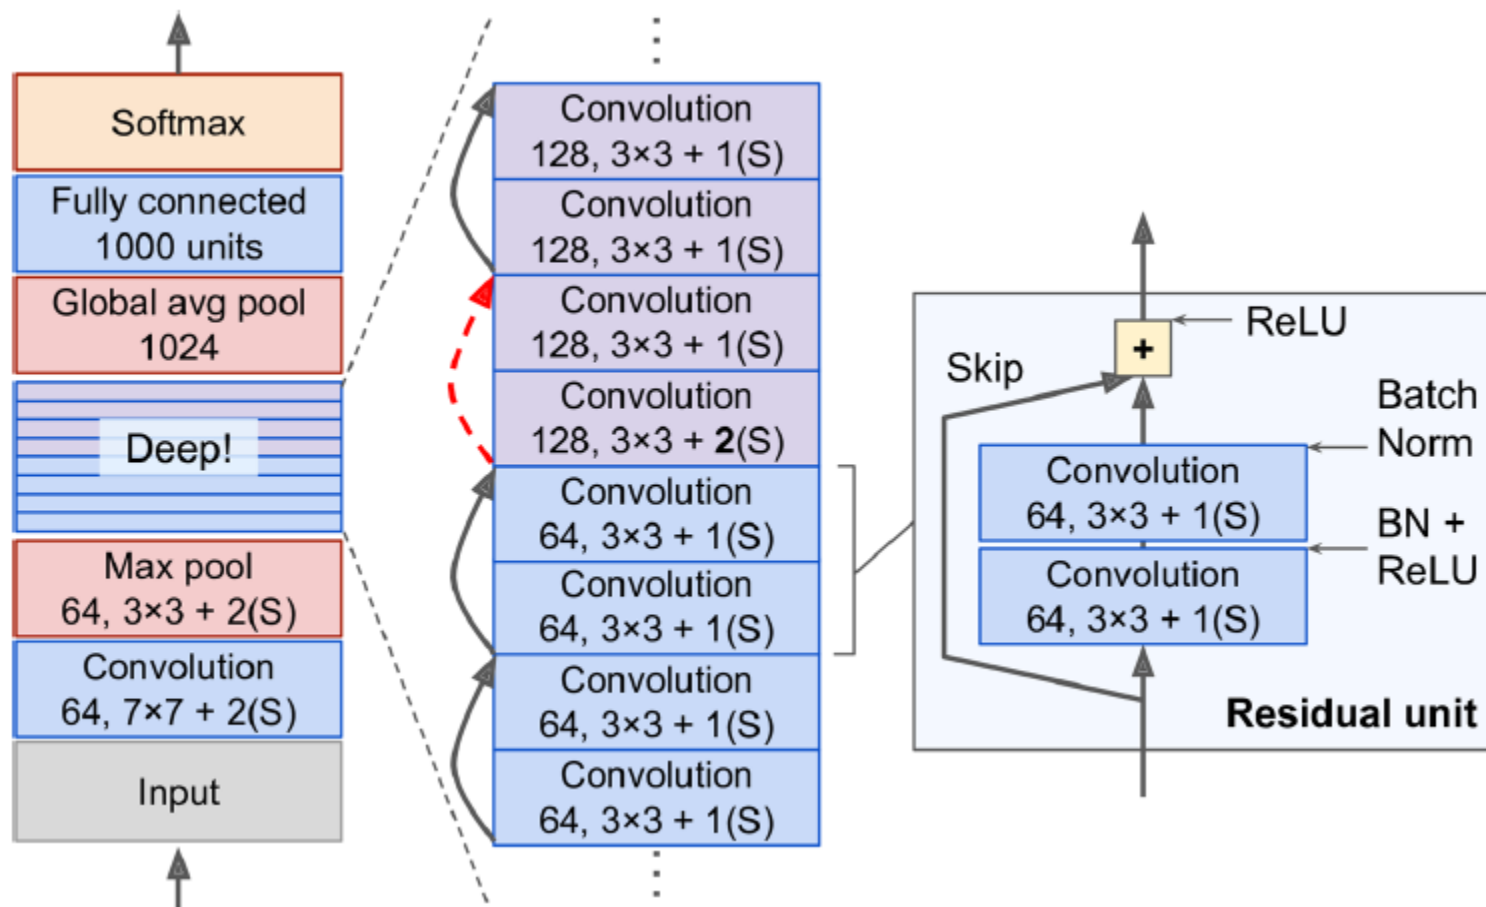 Softmax
Fully connected
1000 units
Global avg pool
1024
Deep!
Max pool
64, 3×3 + 2(S)
Convolution
64, 7×7 + 2(S)
Input
Convolution
128, 3×3 + 1(S)
Convolution
128, 3×3 + 1(S)
Convolution
128, 3×3 + 1(S)
Convolution
128, 3×3 + 2(S)
Convolution
64, 3×3 + 1(S)
Convolution
64, 3×3 + 1(S)
Convolution
64, 3×3 + 1(S)
Convolution
64, 3×3 + 1(S)
+
ReLU
Skip
Batch
Norm
Convolution
64, 3×3 + 1(S)
BN +
ReLU
Convolution
64, 3×3 + 1(S)
Residual unit